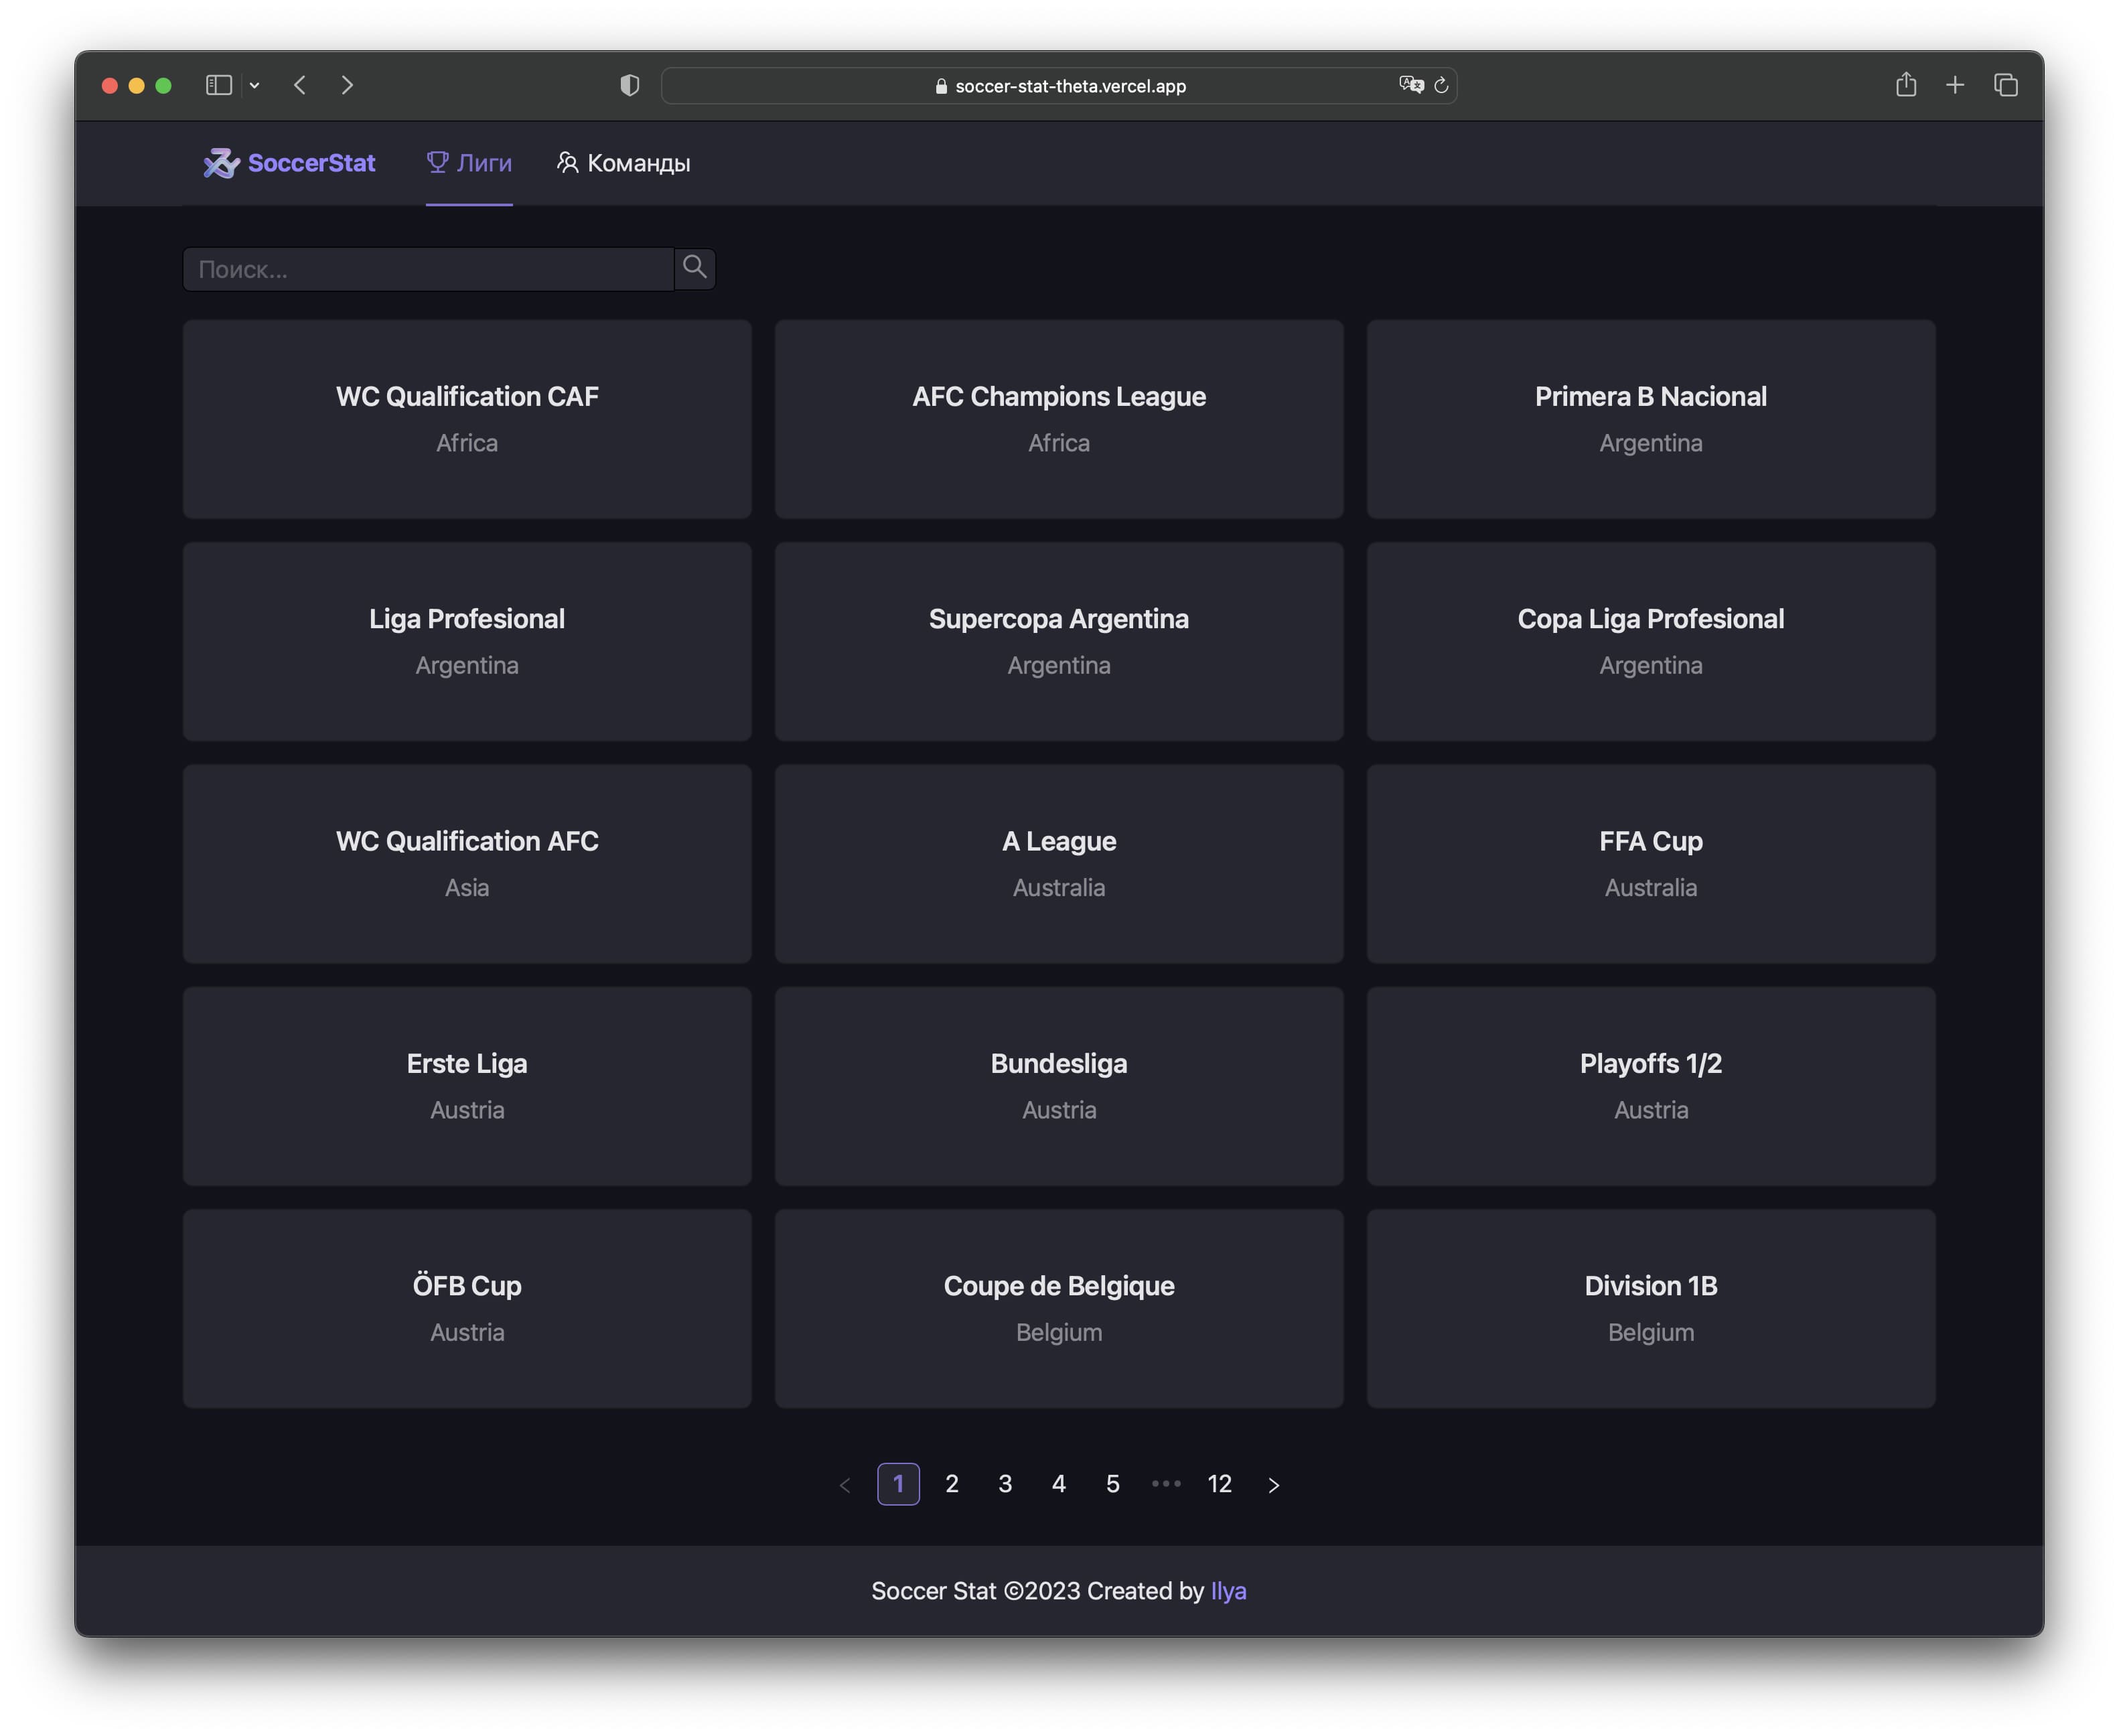 soccer-stat-theta.vercel.app
SoccerStat Лиги Команды
Поиск...
WC Qualification CAF AFC Champions League Primera B Nacional
Africa Africa Argentina
Liga Profesional Supercopa Argentina Copa Liga Profesional
Argentina Argentina Argentina
WC Qualification AFC A League FFA Cup
Asia Australia Australia
Erste Liga Bundesliga Playoffs 1/2
Austria Austria Austria
ÖFB Cup Coupe de Belgique Division 1B
Austria Belgium Belgium
< 1 2 3 4 5 ••• 12 >
Soccer Stat ©2023 Created by Ilya